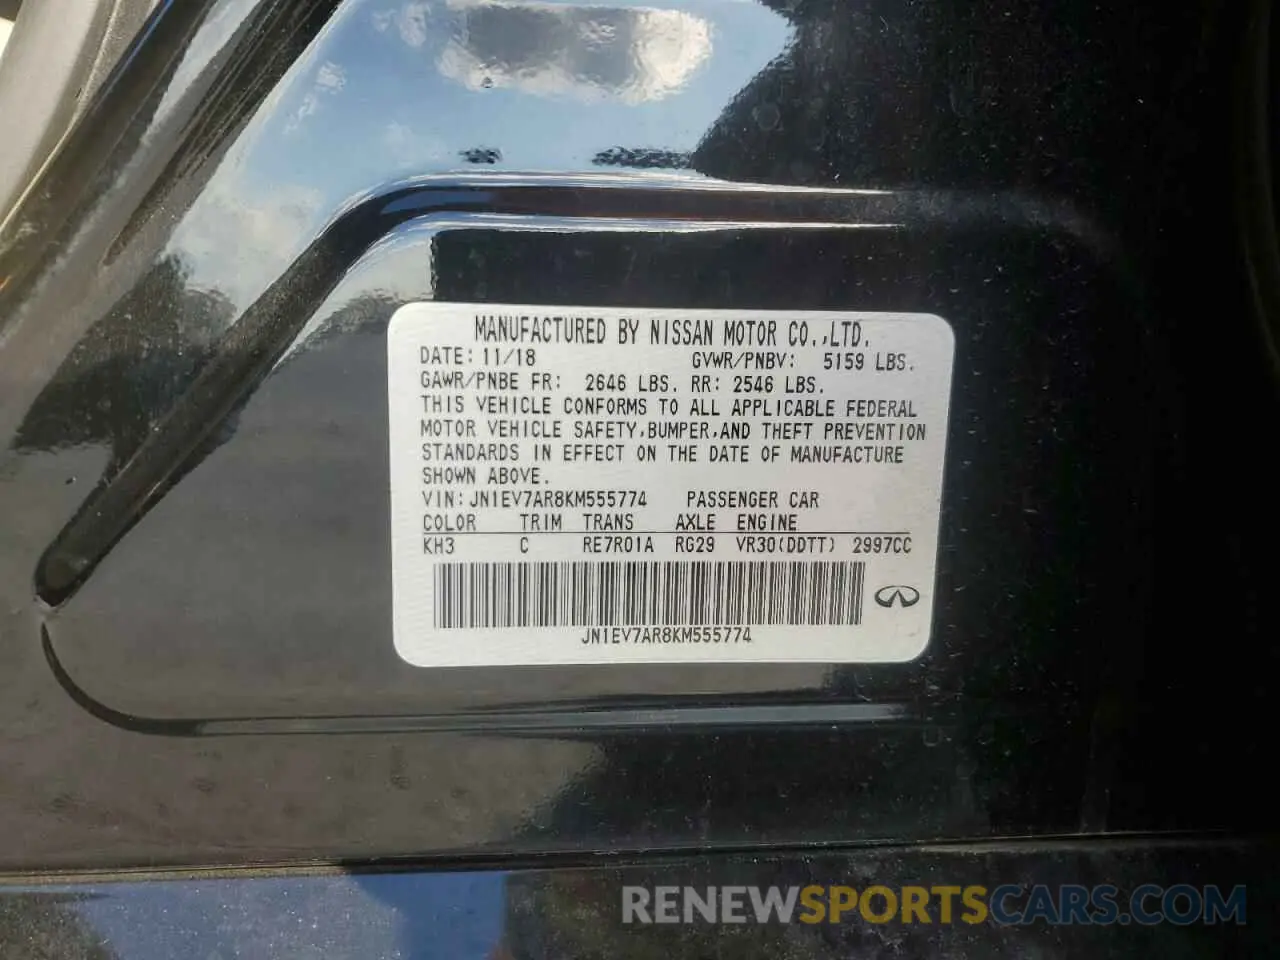 MANUFACTURED BY NISSAN MOTOR CO.,LTD.
DATE: 11/18 GVWR/PNBV: 5159 LBS.
GAWR/PNBE FR: 2646 LBS. RR: 2546 LBS.
THIS VEHICLE CONFORMS TO ALL APPLICABLE FEDERAL
MOTOR VEHICLE SAFETY,BUMPER,AND THEFT PREVENTION
STANDARDS IN EFFECT ON THE DATE OF MANUFACTURE
SHOWN ABOVE.
VIN:JN1EV7AR8KM555774 PASSENGER CAR
COLOR TRIM TRANS AXLE ENGINE
KH3 C RE7R01A RG29 VR30(DDTT) 2997CC
JN1EV7AR8KM555774
RENEWSPORTSCARS.COM